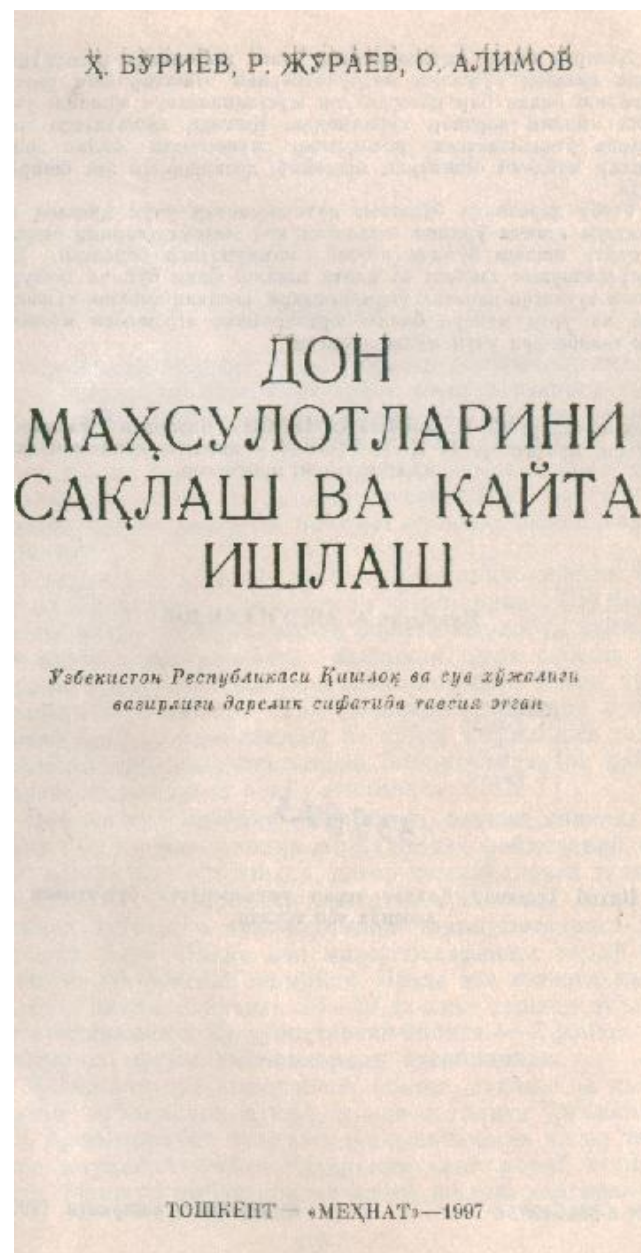 Ҳ. БУРИЕВ, Р. ЖУРАЕВ, О. АЛИМОВ
ДОН
МАҲСУЛОТЛАРИНИ
САҚЛАШ ВА ҚАЙТА
ИШЛАШ
Ўзбекистон Республикаси Қишлоқ ва сув хўжалиги
вазирлиги дарслик сифатида тавсия этган
ТОШКЕНТ — «МЕҲНАТ»—1997